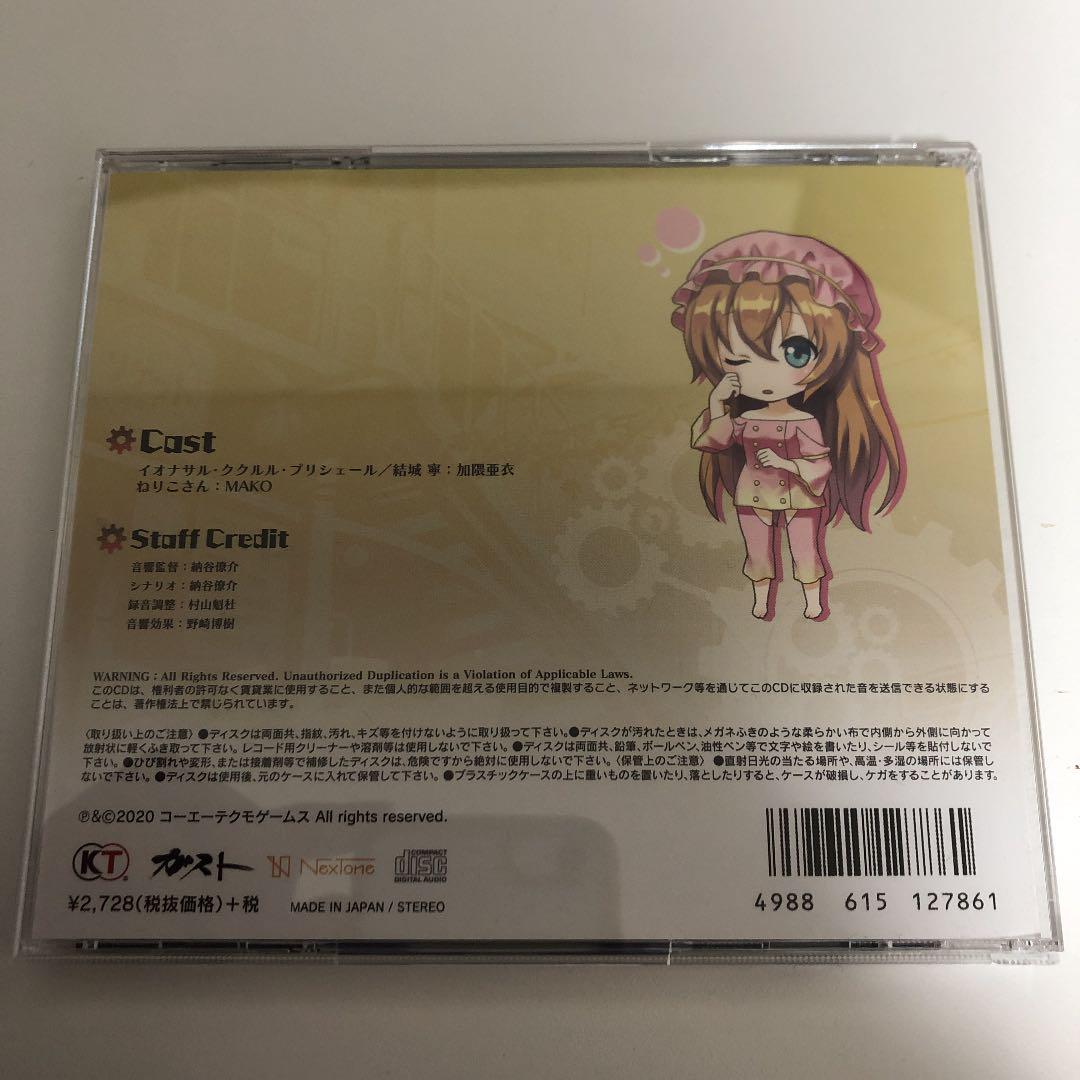 Cast
イオナサル・ククルル・プリシェール／結城 寧：加隈亜衣
ねりこさん：MAKO
Staff Credit
音響監督：納谷僚介
シナリオ：納谷僚介
録音調整：村山魁杜
音響効果：野崎博樹
WARNING : All Rights Reserved. Unauthorized Duplication is a Violation of Applicable Laws.
このCDは、権利者の許可なく賃貸業に使用すること、また個人的な範囲を超える使用目的で複製すること、ネットワーク等を通じてこのCDに収録された音を送信できる状態にする
ことは、著作権法上で禁じられています。
〈取り扱い上のご注意〉●ディスクは両面共、指紋、汚れ、キズ等を付けないように取り扱って下さい。●ディスクが汚れたときは、メガネふきのような柔らかい布で内側から外側に向かって
放射状に軽くふき取って下さい。レコード用クリーナーや溶剤等は使用しないで下さい。●ディスクは両面共、鉛筆、ボールペン、油性ペン等で文字や絵を書いたり、シール等を貼付しないで
下さい。●ひび割れや変形、または接着剤等で補修したディスクは、危険ですから絶対に使用しないで下さい。〈保管上のご注意〉●直射日光の当たる場所や、高温・多湿の場所には保管し
ないで下さい。●ディスクは使用後、元のケースに入れて保管して下さい。●プラスチックケースの上に重いものを置いたり、落としたりすると、ケースが破損し、ケガをすることがあります。
℗&©2020 コーエーテクモゲームス All rights reserved.
KT ガスト NexTone COMPACT disc DIGITAL AUDIO
¥2,728(税抜価格)+税 MADE IN JAPAN / STEREO
4988 615 127861